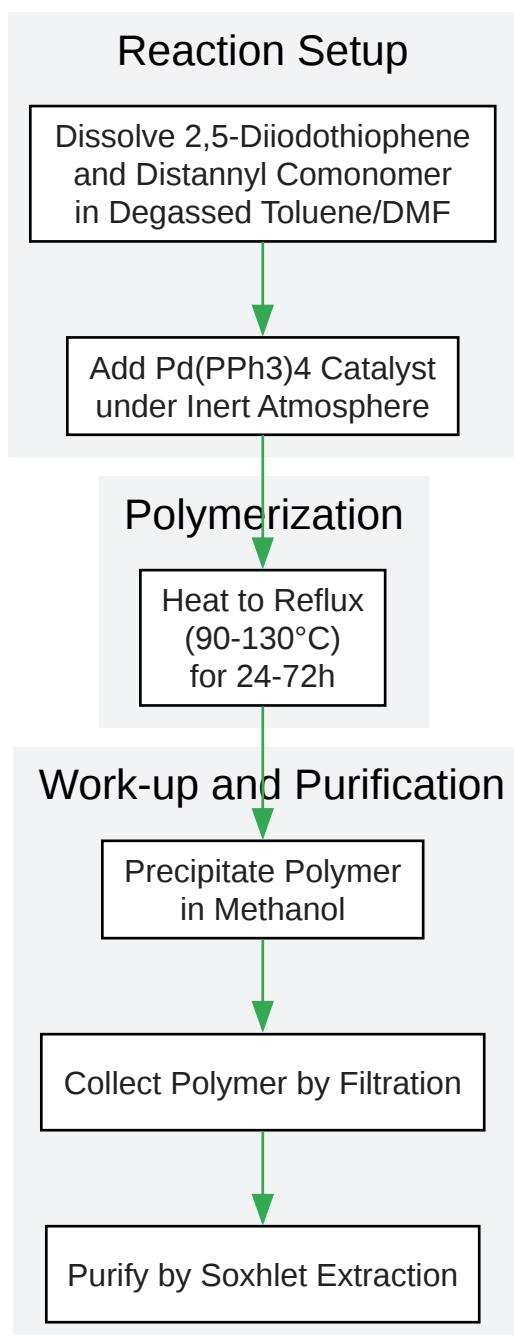 Reaction Setup
Dissolve 2,5-Diiodothiophene
and Distannyl Comonomer
in Degassed Toluene/DMF
Add Pd(PPh3)4 Catalyst
under Inert Atmosphere
Polymerization
Heat to Reflux
(90-130°C)
for 24-72h
Work-up and Purification
Precipitate Polymer
in Methanol
Collect Polymer by Filtration
Purify by Soxhlet Extraction